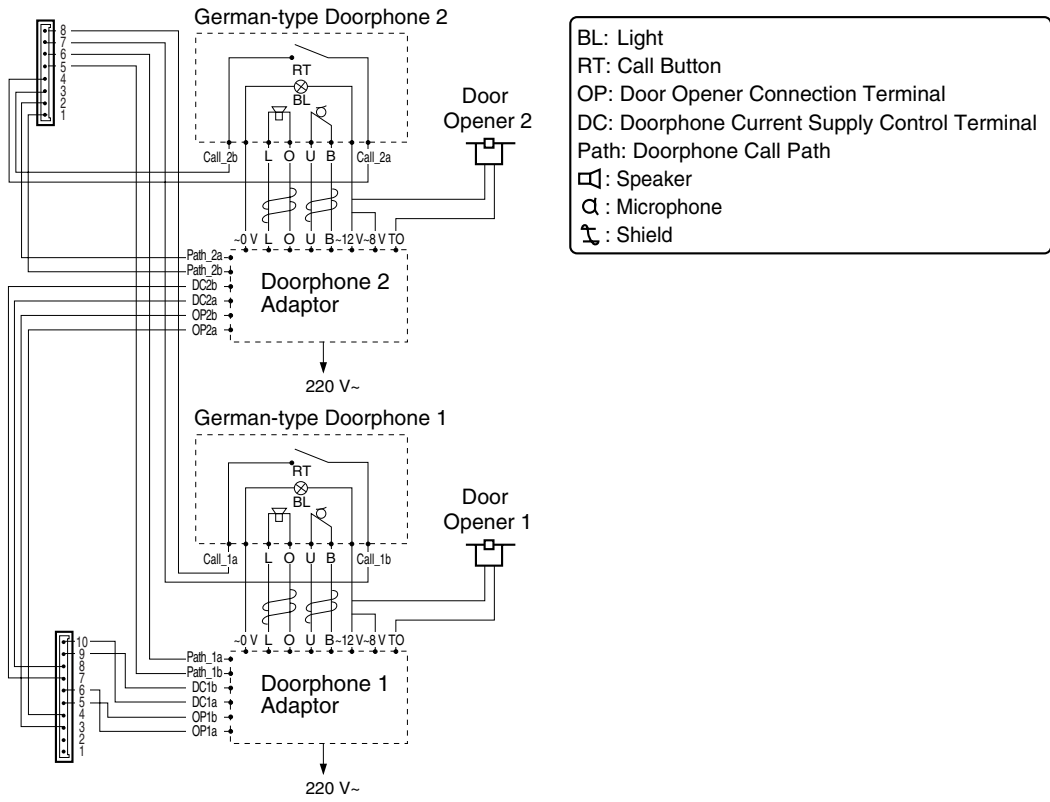 German-type Doorphone 2
8
7
6
5
4
3
2
1
RT
BL
Door
Opener 2
Call_2b L O U B Call_2a
~0 V L O U B ~12 V ~8 V TO
Path_2a
Path_2b
DC2b
DC2a
OP2b
OP2a
Doorphone 2
Adaptor
220 V~
German-type Doorphone 1
RT
BL
Door
Opener 1
Call_1a L O U B Call_1b
~0 V L O U B ~12 V ~8 V TO
10
9
8
7
6
5
4
3
2
1
Path_1a
Path_1b
DC1b
DC1a
OP1b
OP1a
Doorphone 1
Adaptor
220 V~
BL: Light
RT: Call Button
OP: Door Opener Connection Terminal
DC: Doorphone Current Supply Control Terminal
Path: Doorphone Call Path
: Speaker
: Microphone
: Shield